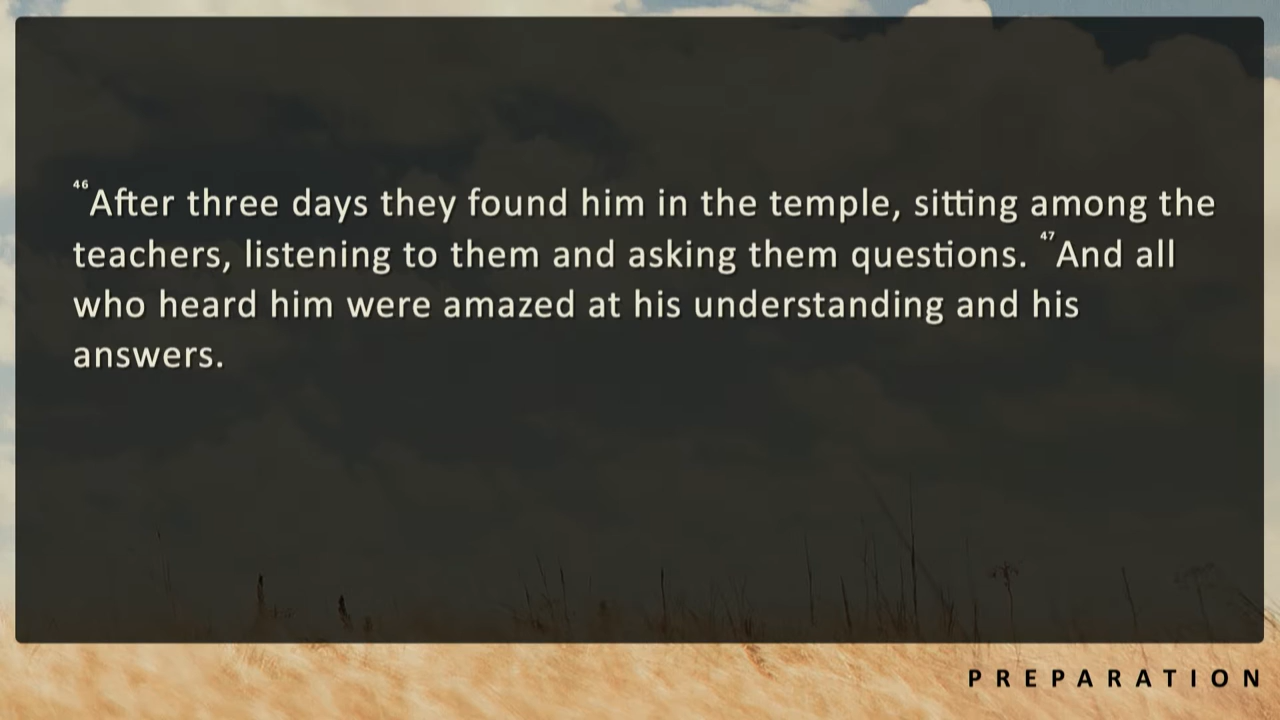 ⁴⁶After three days they found him in the temple, sitting among the
teachers, listening to them and asking them questions. ⁴⁷And all
who heard him were amazed at his understanding and his
answers.
PREPARATION